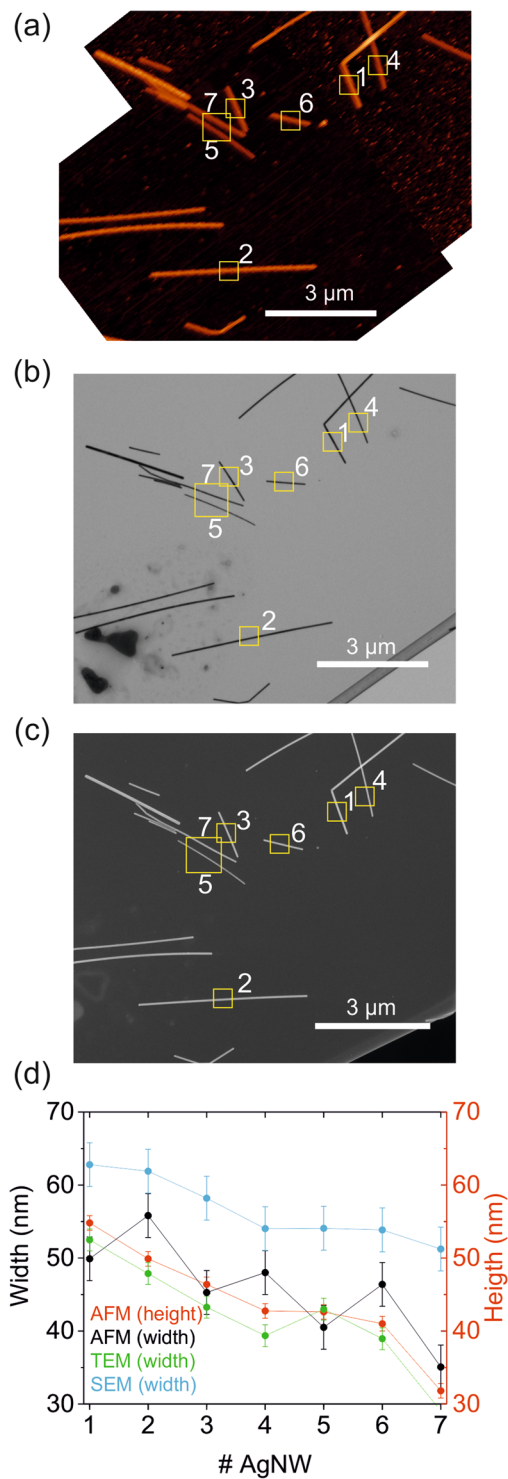 (a)
4
1
3
7
6
5
2
3 µm
(b)
4
1
7
3
6
5
2
3 µm
(c)
4
1
7
3
6
5
2
3 µm
(d)
70
70
60
60
50
50
40
40
30
30
Width (nm)
Heigth (nm)
AFM (height)
AFM (width)
TEM (width)
SEM (width)
1 2 3 4 5 6 7
# AgNW